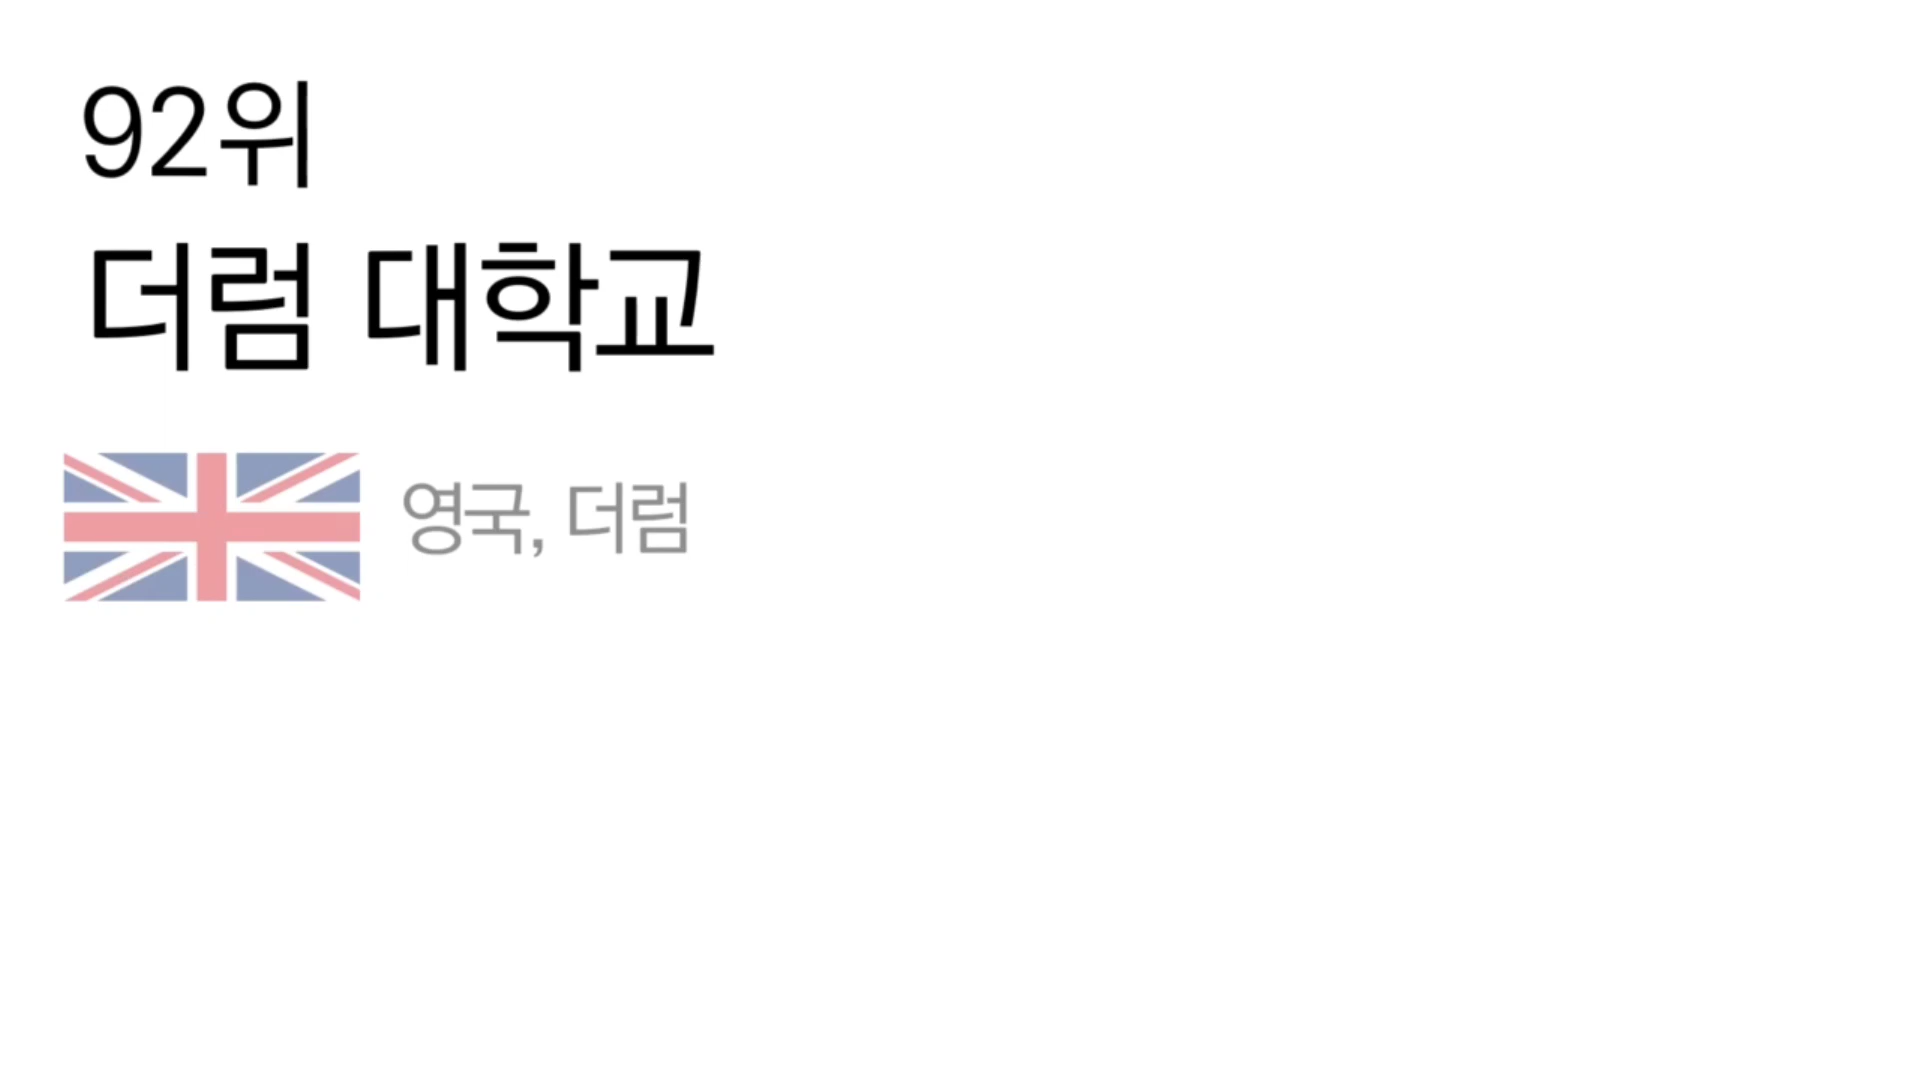 92위
더럼 대학교
영국, 더럼